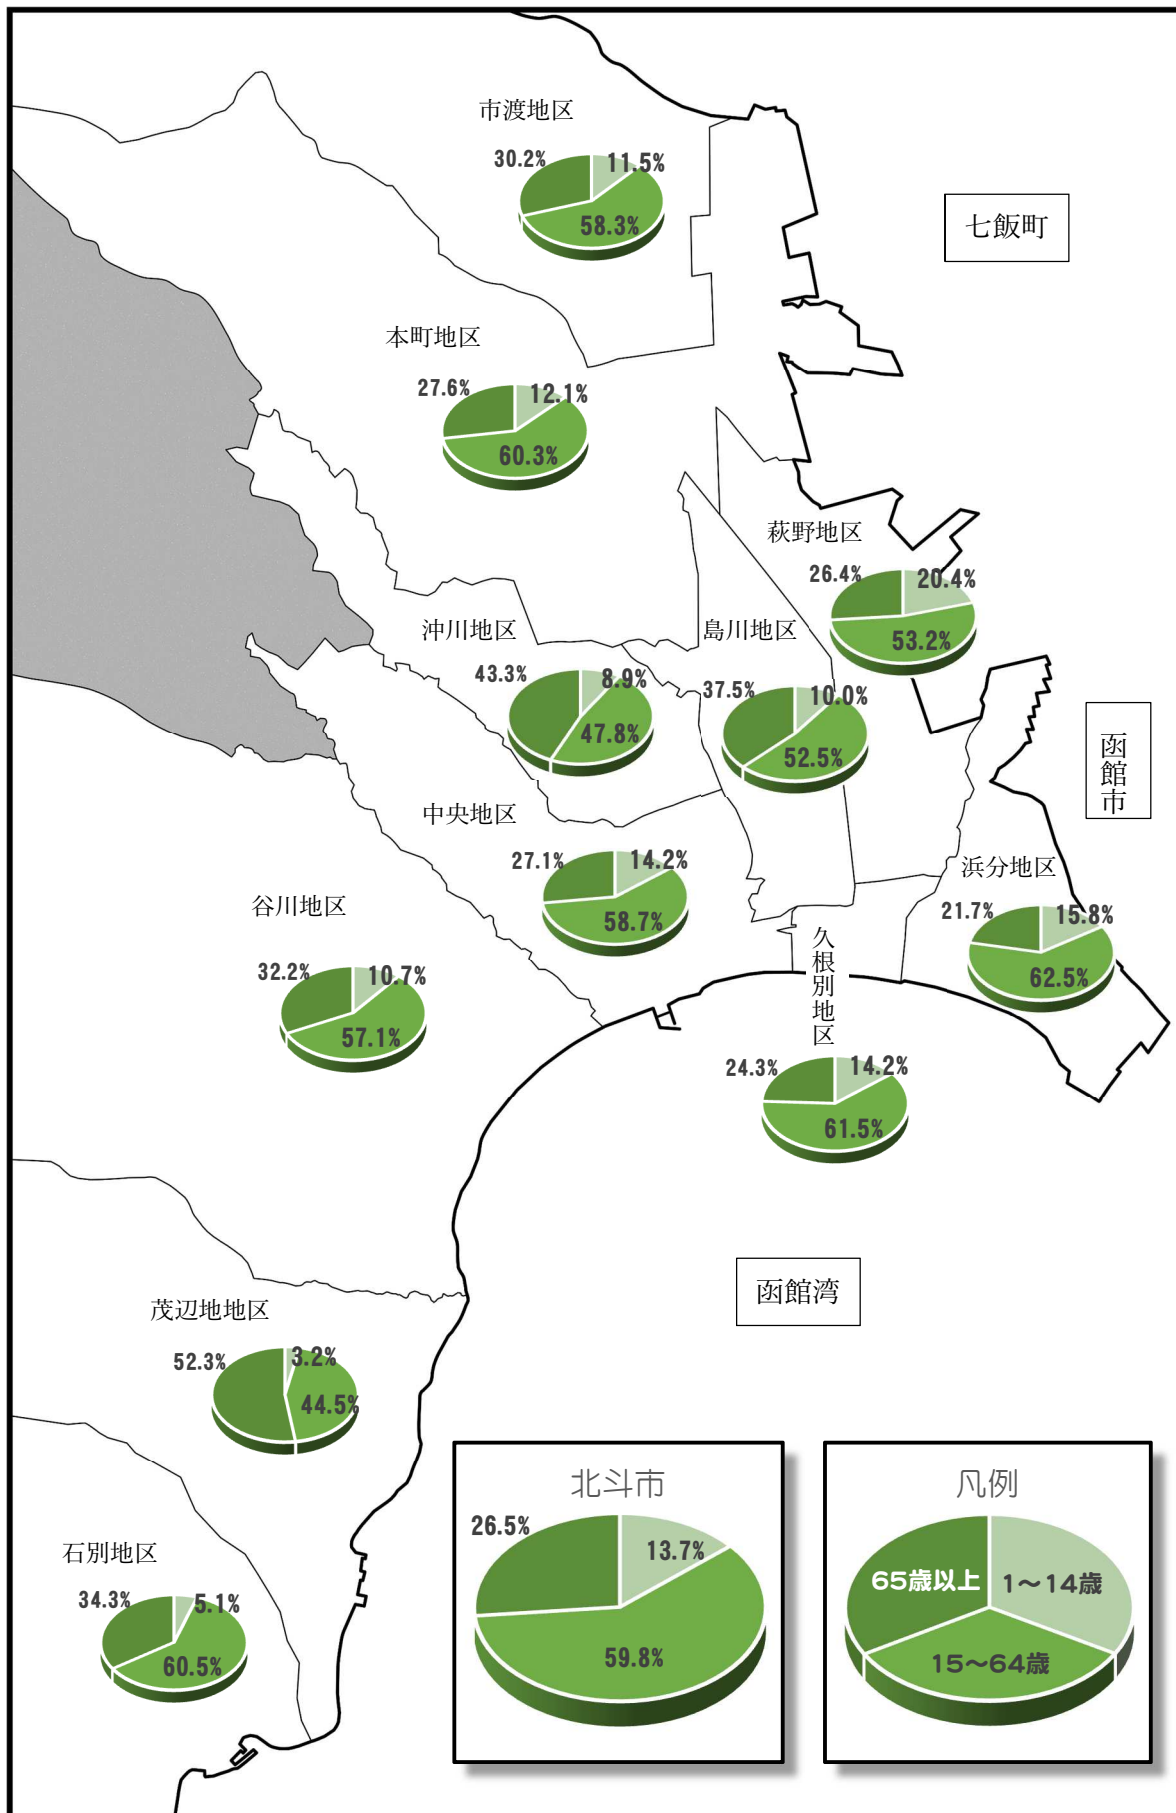 市渡地区
30.2%
11.5%
58.3%
七飯町
本町地区
27.6%
12.1%
60.3%
萩野地区
26.4%
20.4%
53.2%
沖川地区
43.3%
8.9%
47.8%
島川地区
37.5%
10.0%
52.5%
函館市
中央地区
27.1%
14.2%
58.7%
浜分地区
21.7%
15.8%
62.5%
谷川地区
32.2%
10.7%
57.1%
久根別地区
24.3%
14.2%
61.5%
函館湾
茂辺地地区
52.3%
3.2%
44.5%
石別地区
34.3%
5.1%
60.5%
北斗市
26.5%
13.7%
59.8%
凡例
65歳以上
1～14歳
15～64歳